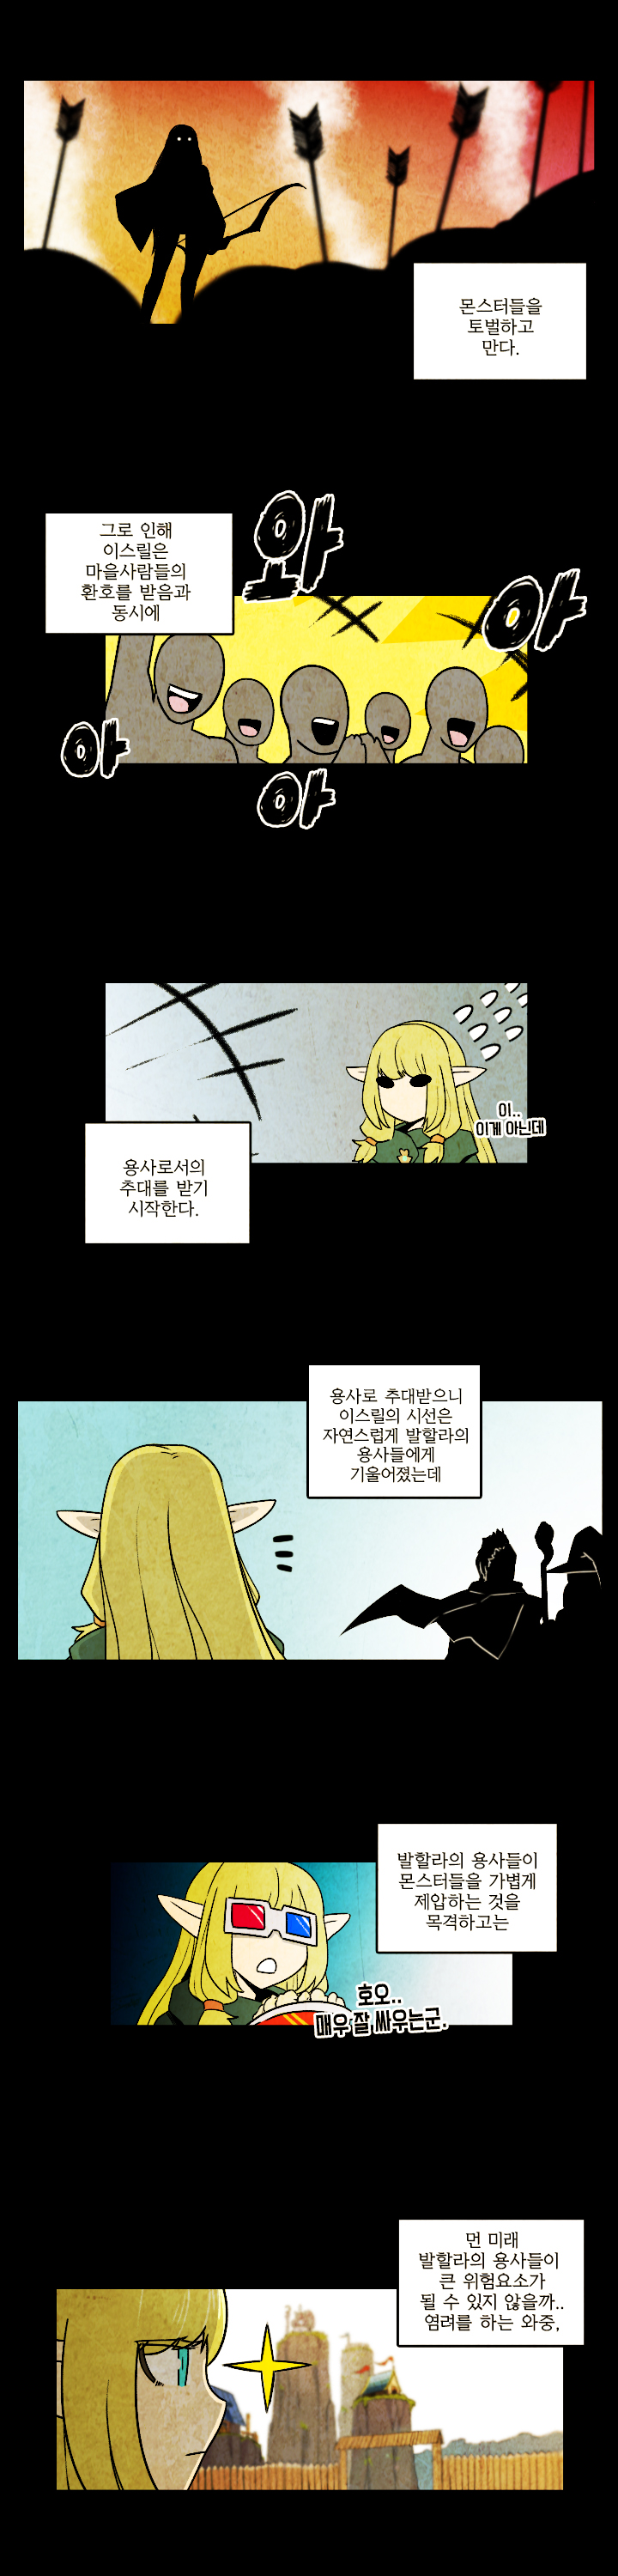 몬스터들을
토벌하고
만다.
그로 인해
이스릴은
마을사람들의
환호를 받음과
동시에
와
아
아
아
이..
이게 아닌데
용사로서의
추대를 받기
시작한다.
용사로 추대받으니
이스릴의 시선은
자연스럽게 발할라의
용사들에게
기울어졌는데
발할라의 용사들이
몬스터들을 가볍게
제압하는 것을
목격하고는
호오..
매우 잘 싸우는군.
먼 미래
발할라의 용사들이
큰 위험요소가
될 수 있지 않을까..
염려를 하는 와중,